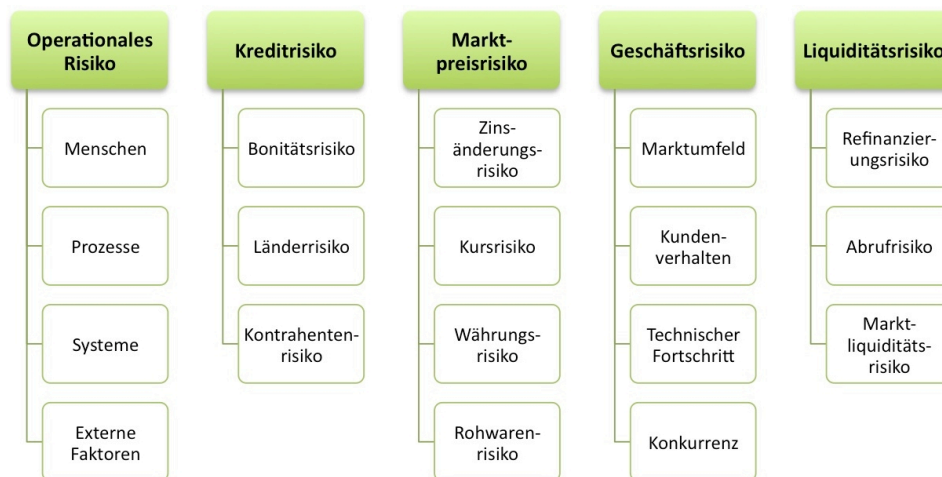 Operationales
Risiko
Menschen
Prozesse
Systeme
Externe
Faktoren
Kreditrisiko
Bonitätsrisiko
Länderrisiko
Kontrahenten-
risiko
Markt-
preisrisiko
Zins-
änderungs-
risiko
Kursrisiko
Währungs-
risiko
Rohwaren-
risiko
Geschäftsrisiko
Marktumfeld
Kunden-
verhalten
Technischer
Fortschritt
Konkurrenz
Liquiditätsrisiko
Refinanzier-
ungsrisiko
Abrufrisiko
Markt-
liquiditäts-
risiko